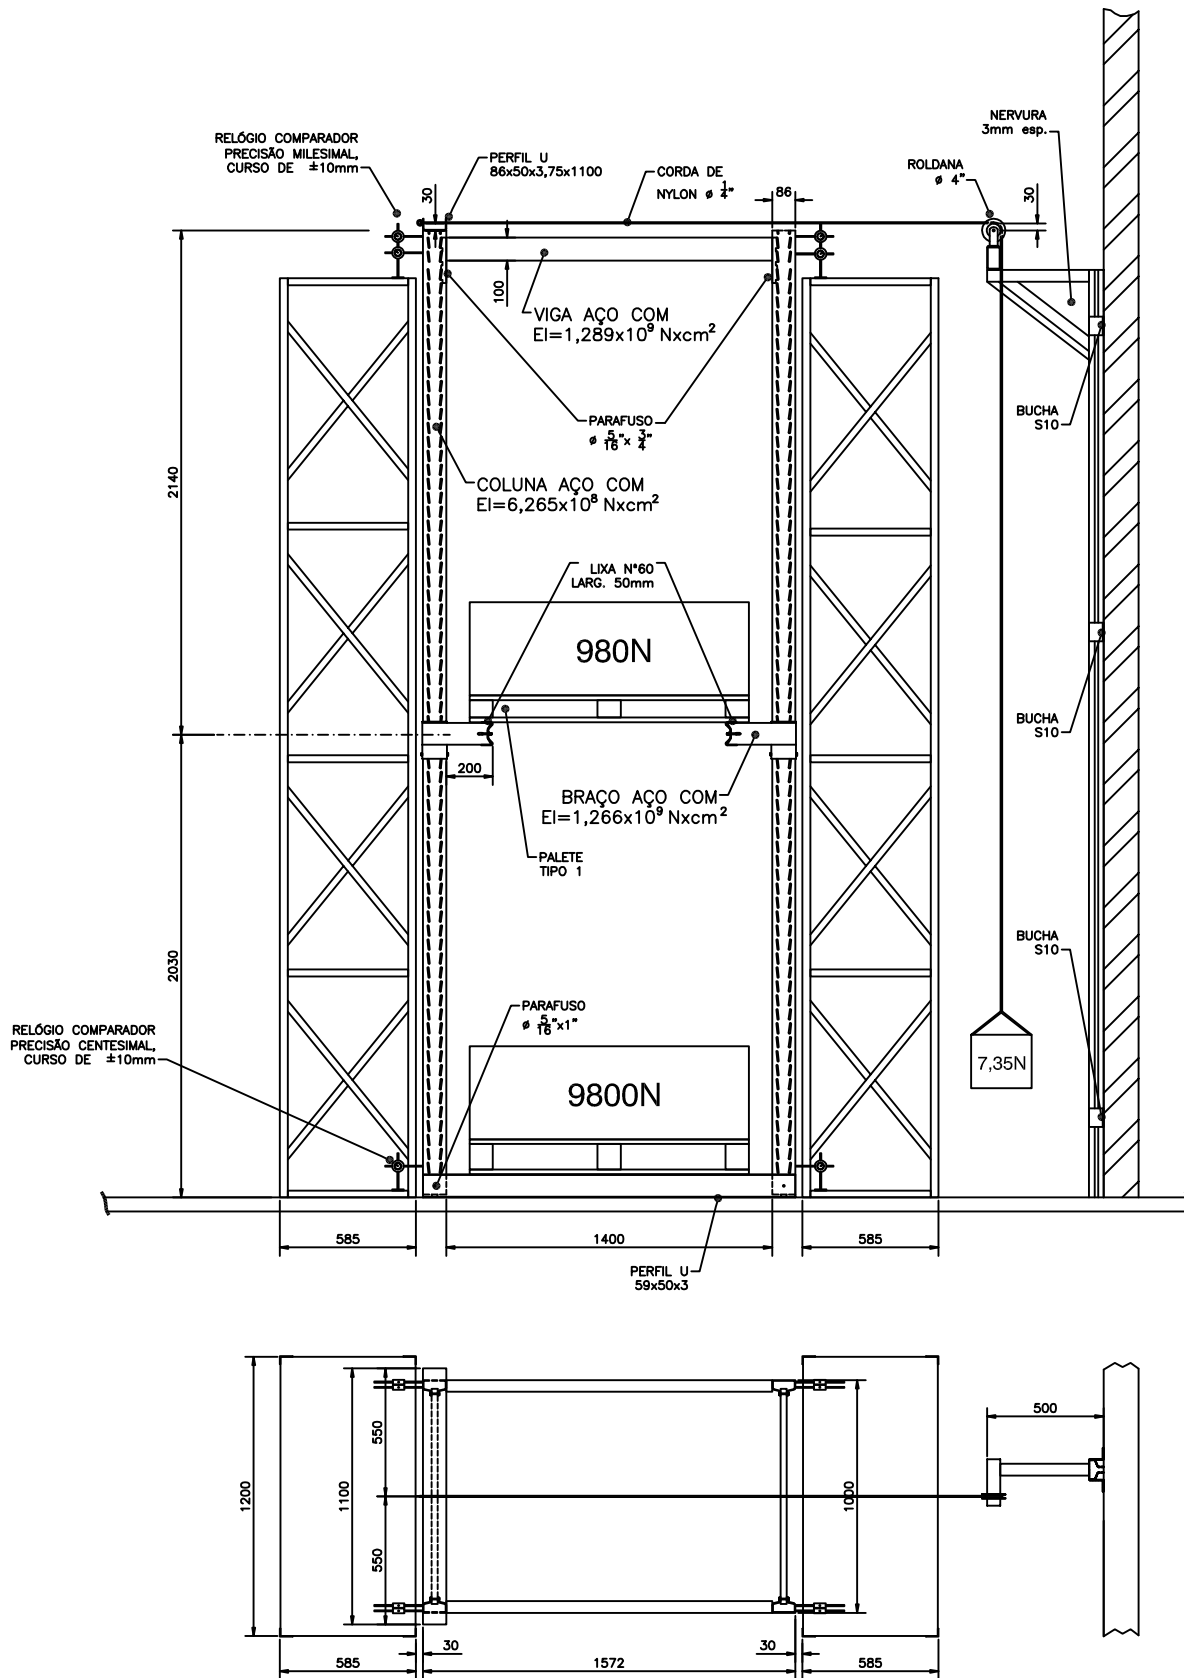 RELÓGIO COMPARADOR
PRECISÃO MILESIMAL,
CURSO DE ±10mm
30
PERFIL U
86x50x3,75x1100
CORDA DE
NYLON ø 1/4"
86
ROLDANA
ø 4"
NERVURA
3mm esp.
30
100
VIGA AÇO COM
EI=1,289x10⁹ Nxcm²
PARAFUSO
ø 5/16"x 3/4"
BUCHA
S10
2140
COLUNA AÇO COM
EI=6,265x10⁸ Nxcm²
LIXA N°60
LARG. 50mm
980N
BUCHA
S10
200
BRAÇO AÇO COM
EI=1,266x10⁹ Nxcm²
PALETE
TIPO 1
2030
BUCHA
S10
PARAFUSO
ø 5/16"x1"
RELÓGIO COMPARADOR
PRECISÃO CENTESIMAL,
CURSO DE ±10mm
7,35N
9800N
585
1400
585
PERFIL U
59x50x3
1200
1100
550
550
1000
500
30
30
585
1572
585